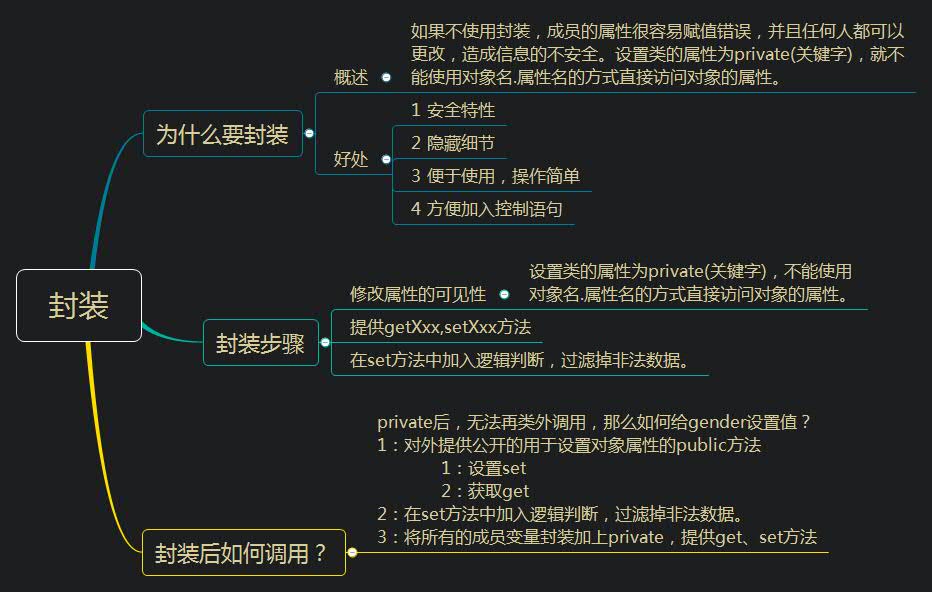 如果不使用封装，成员的属性很容易赋值错误，并且任何人都可以
更改，造成信息的不安全。设置类的属性为private(关键字)，就不
能使用对象名.属性名的方式直接访问对象的属性。
概述
为什么要封装
好处
1 安全特性
2 隐藏细节
3 便于使用，操作简单
4 方便加入控制语句
封装
封装步骤
修改属性的可见性
设置类的属性为private(关键字)，不能使用
对象名.属性名的方式直接访问对象的属性。
提供getXxx,setXxx方法
在set方法中加入逻辑判断，过滤掉非法数据。
封装后如何调用？
private后，无法再类外调用，那么如何给gender设置值？
1：对外提供公开的用于设置对象属性的public方法
1：设置set
2：获取get
2：在set方法中加入逻辑判断，过滤掉非法数据。
3：将所有的成员变量封装加上private，提供get、set方法